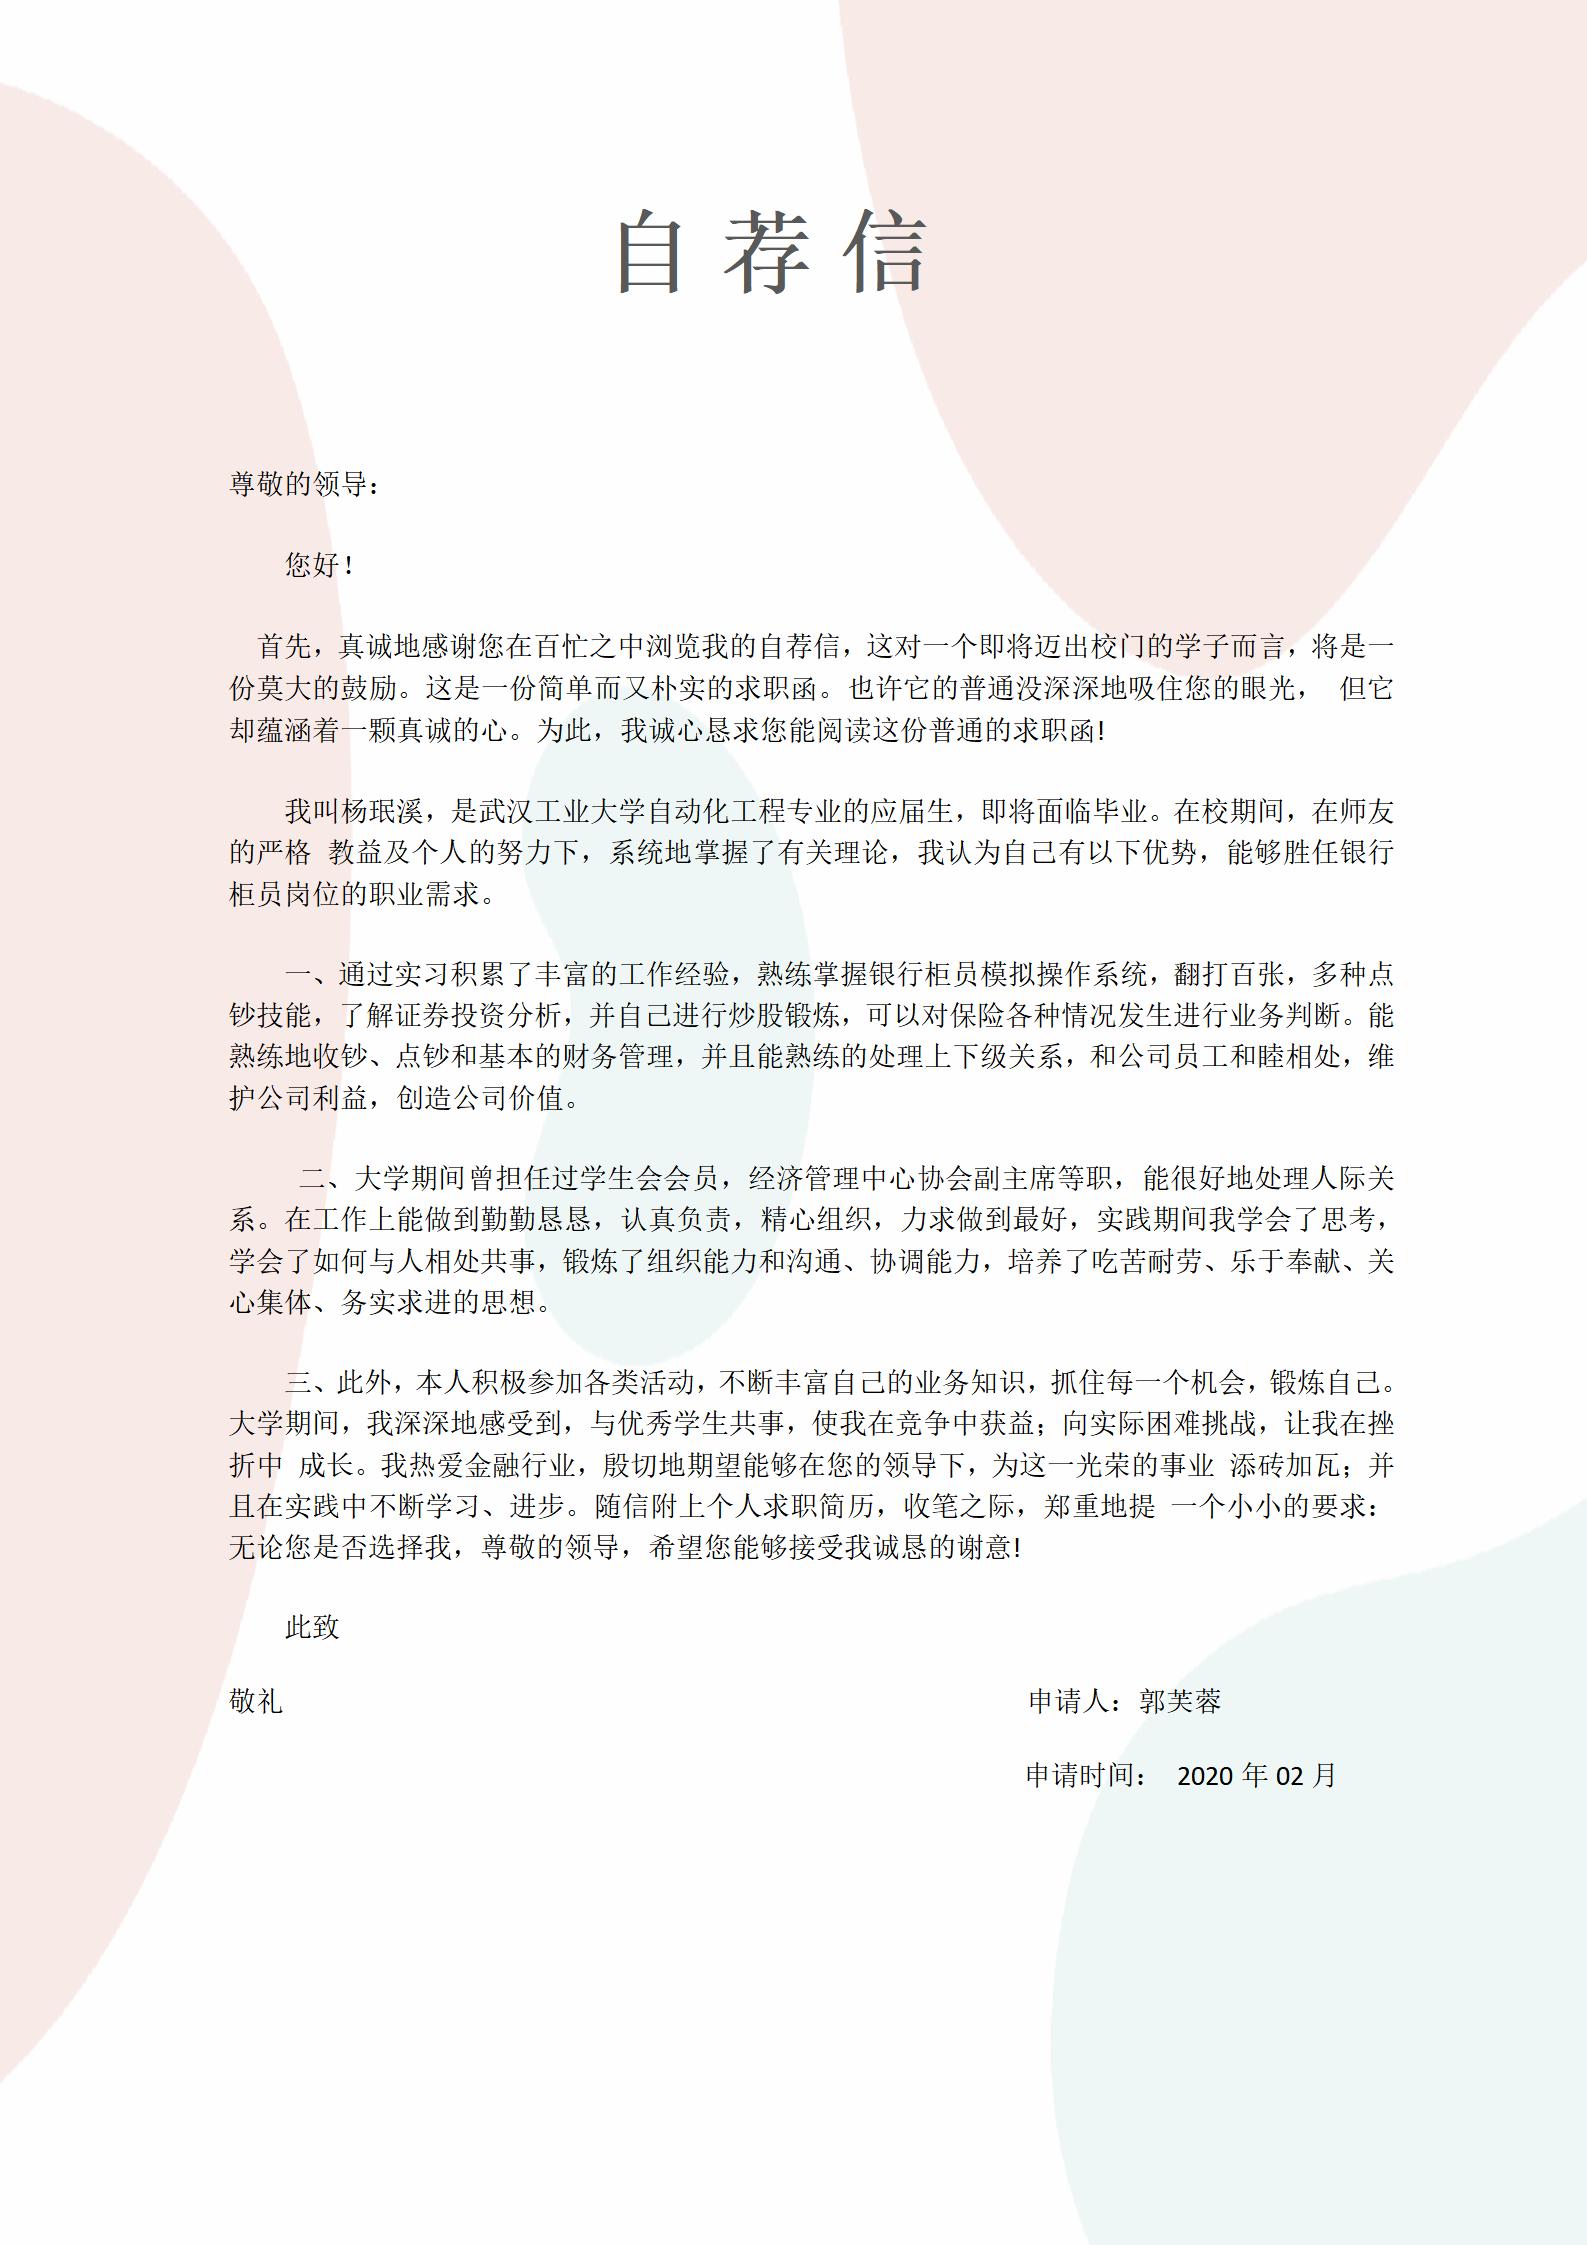 自荐信
尊敬的领导：
您好！
首先，真诚地感谢您在百忙之中浏览我的自荐信，这对一个即将迈出校门的学子而言，将是一
份莫大的鼓励。这是一份简单而又朴实的求职函。也许它的普通没深深地吸住您的眼光， 但它
却蕴涵着一颗真诚的心。为此，我诚心恳求您能阅读这份普通的求职函!
我叫杨珉溪，是武汉工业大学自动化工程专业的应届生，即将面临毕业。在校期间，在师友
的严格 教益及个人的努力下，系统地掌握了有关理论，我认为自己有以下优势，能够胜任银行
柜员岗位的职业需求。
一、通过实习积累了丰富的工作经验，熟练掌握银行柜员模拟操作系统，翻打百张，多种点
钞技能，了解证券投资分析，并自己进行炒股锻炼，可以对保险各种情况发生进行业务判断。能
熟练地收钞、点钞和基本的财务管理，并且能熟练的处理上下级关系，和公司员工和睦相处，维
护公司利益，创造公司价值。
二、大学期间曾担任过学生会会员，经济管理中心协会副主席等职，能很好地处理人际关
系。在工作上能做到勤勤恳恳，认真负责，精心组织，力求做到最好，实践期间我学会了思考，
学会了如何与人相处共事，锻炼了组织能力和沟通、协调能力，培养了吃苦耐劳、乐于奉献、关
心集体、务实求进的思想。
三、此外，本人积极参加各类活动，不断丰富自己的业务知识，抓住每一个机会，锻炼自己。
大学期间，我深深地感受到，与优秀学生共事，使我在竞争中获益；向实际困难挑战，让我在挫
折中 成长。我热爱金融行业，殷切地期望能够在您的领导下，为这一光荣的事业 添砖加瓦；并
且在实践中不断学习、进步。随信附上个人求职简历，收笔之际，郑重地提 一个小小的要求：
无论您是否选择我，尊敬的领导，希望您能够接受我诚恳的谢意!
此致
敬礼 申请人：郭芙蓉
申请时间： 2020 年 02 月